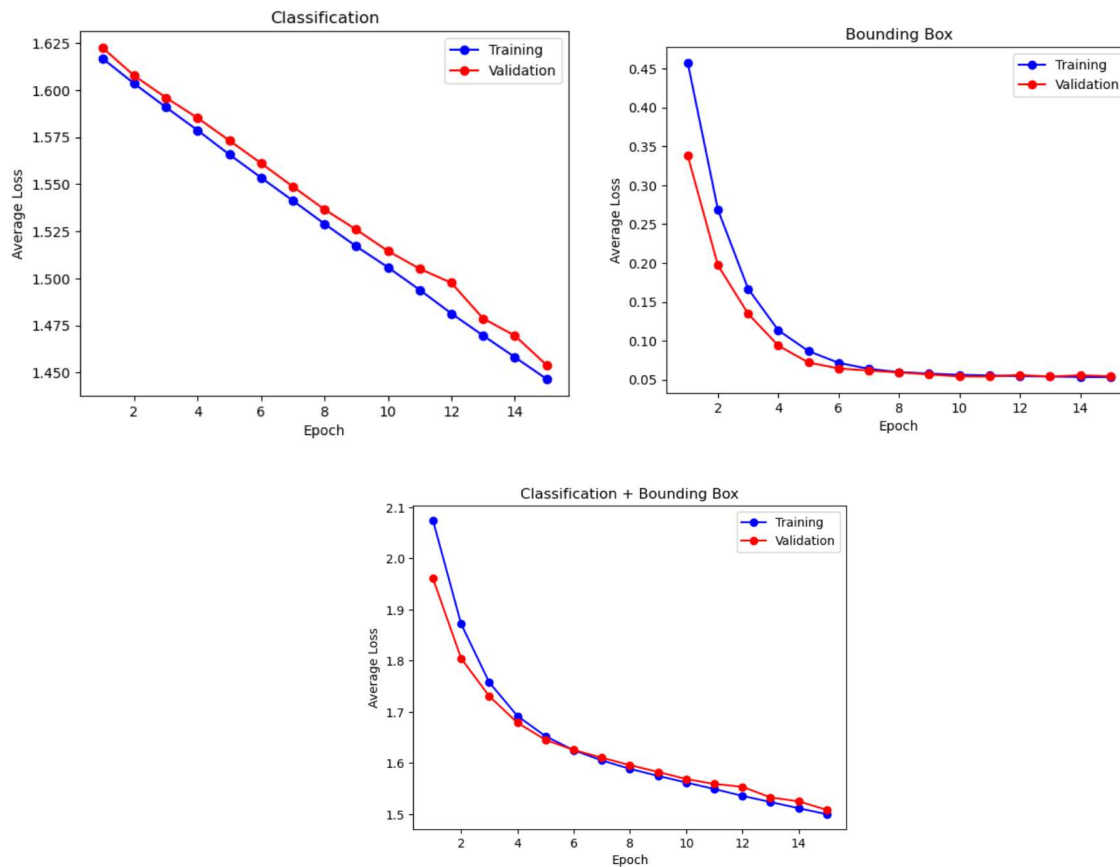 Classification
Training
Validation
1.625
1.600
1.575
1.550
1.525
1.500
1.475
1.450
Average Loss
2 4 6 8 10 12 14
Epoch
Bounding Box
Training
Validation
0.45
0.40
0.35
0.30
0.25
0.20
0.15
0.10
0.05
Average Loss
2 4 6 8 10 12 14
Epoch
Classification + Bounding Box
Training
Validation
2.1
2.0
1.9
1.8
1.7
1.6
1.5
Average Loss
2 4 6 8 10 12 14
Epoch